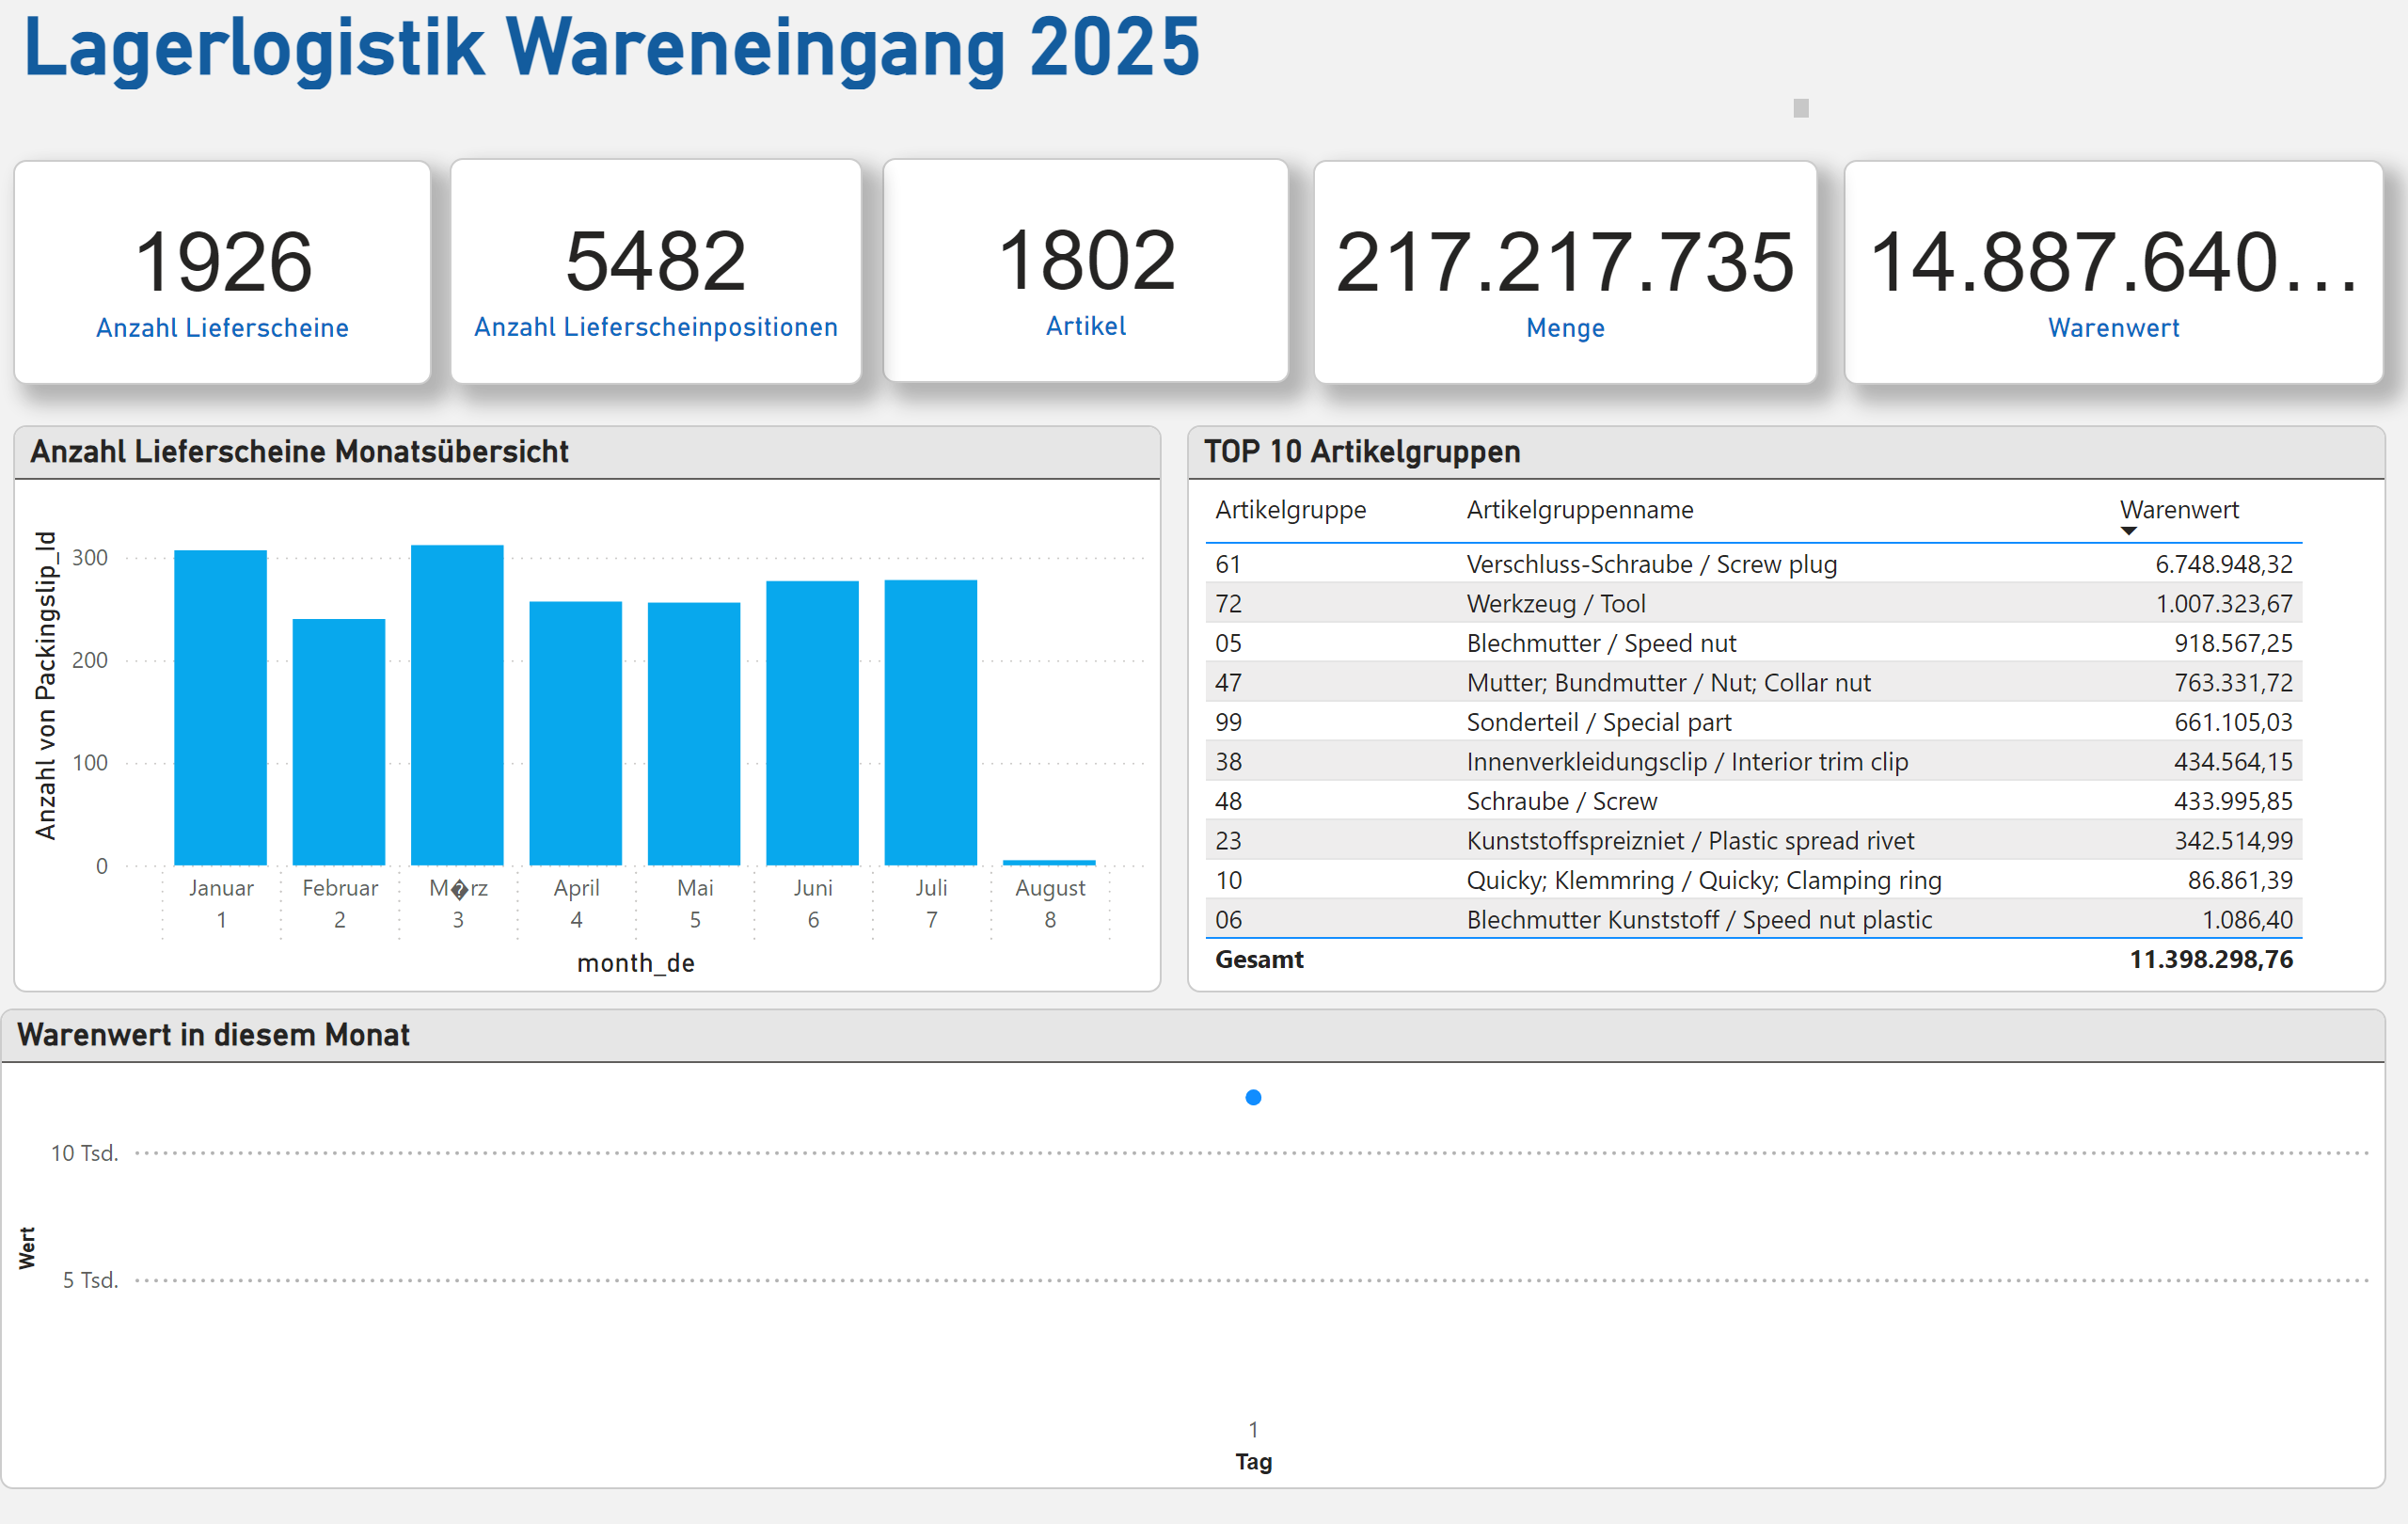 Lagerlogistik Wareneingang 2025
1926
Anzahl Lieferscheine
5482
Anzahl Lieferscheinpositionen
1802
Artikel
217.217.735
Menge
14.887.640...
Warenwert
Anzahl Lieferscheine Monatsübersicht
Anzahl von Packingslip_Id
300
200
100
0
Januar Februar M�rz April Mai Juni Juli August
1 2 3 4 5 6 7 8
month_de
TOP 10 Artikelgruppen
Artikelgruppe Artikelgruppenname Warenwert
61 Verschluss-Schraube / Screw plug 6.748.948,32
72 Werkzeug / Tool 1.007.323,67
05 Blechmutter / Speed nut 918.567,25
47 Mutter; Bundmutter / Nut; Collar nut 763.331,72
99 Sonderteil / Special part 661.105,03
38 Innenverkleidungsclip / Interior trim clip 434.564,15
48 Schraube / Screw 433.995,85
23 Kunststoffspreizniet / Plastic spread rivet 342.514,99
10 Quicky; Klemmring / Quicky; Clamping ring 86.861,39
06 Blechmutter Kunststoff / Speed nut plastic 1.086,40
Gesamt 11.398.298,76
Warenwert in diesem Monat
Wert
10 Tsd.
5 Tsd.
1
Tag